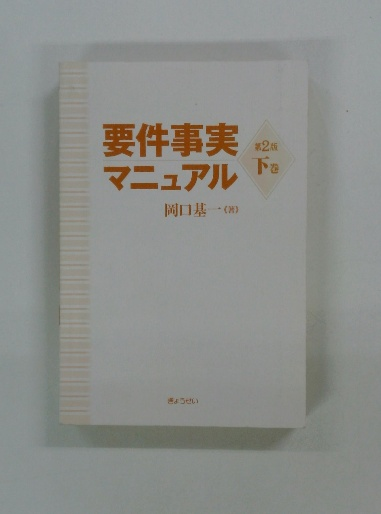 要件事実
マニュアル
第2版
下巻
岡口基一《著》
ぎょうせい